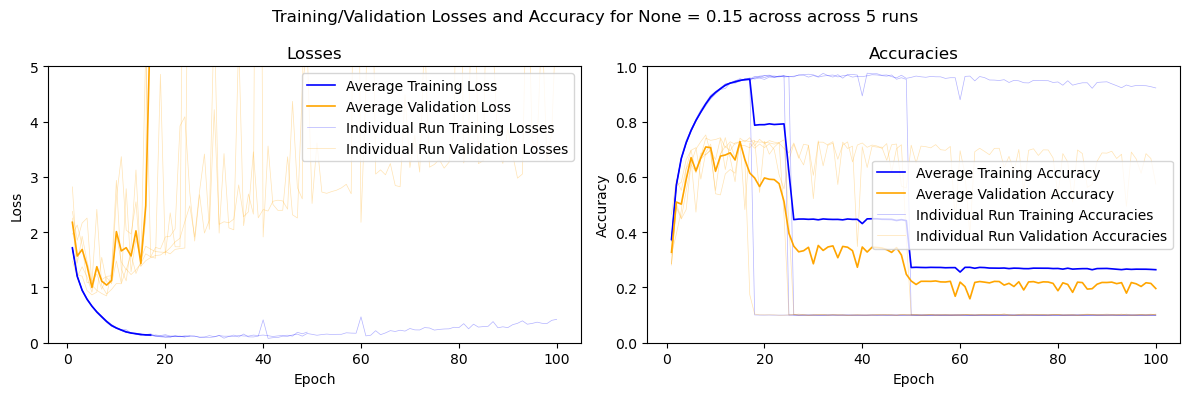 Training/Validation Losses and Accuracy for None = 0.15 across across 5 runs
Losses
5
4
3
2
1
0
Loss
0
20
40
60
80
100
Epoch
Average Training Loss
Average Validation Loss
Individual Run Training Losses
Individual Run Validation Losses
Accuracies
1.0
0.8
0.6
0.4
0.2
0.0
Accuracy
0
20
40
60
80
100
Epoch
Average Training Accuracy
Average Validation Accuracy
Individual Run Training Accuracies
Individual Run Validation Accuracies